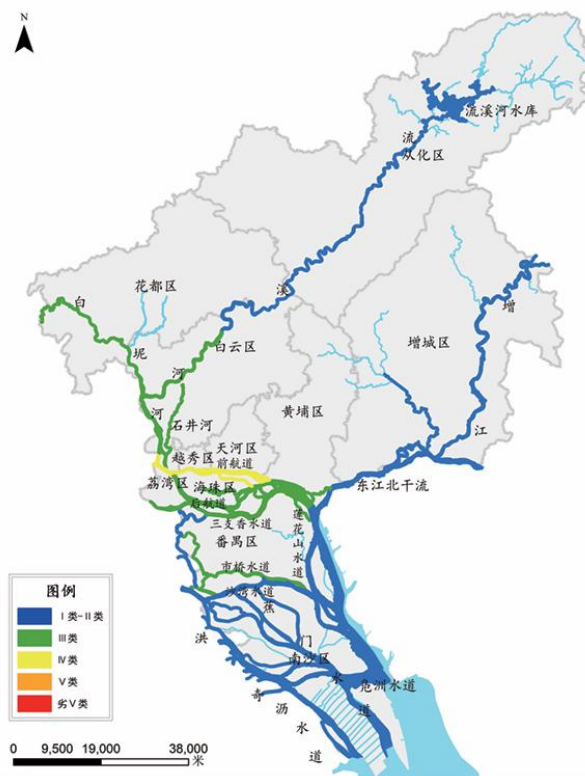 N
流溪河水库
流
从化区
溪
花都区
白
坭
河
白云区
河
石井河
增
增城区
江
黄埔区
天河区
越秀区
前航道
荔湾区
海珠区
后航道
东江北干流
三支香水道
番禺区
莲花山水道
市桥水道
沙湾水道
蕉
门
水
道
南沙区
洪
奇
沥
水
道
图例
I类-II类
III类
IV类
V类
劣V类
0 9,500 19,000 38,000
米